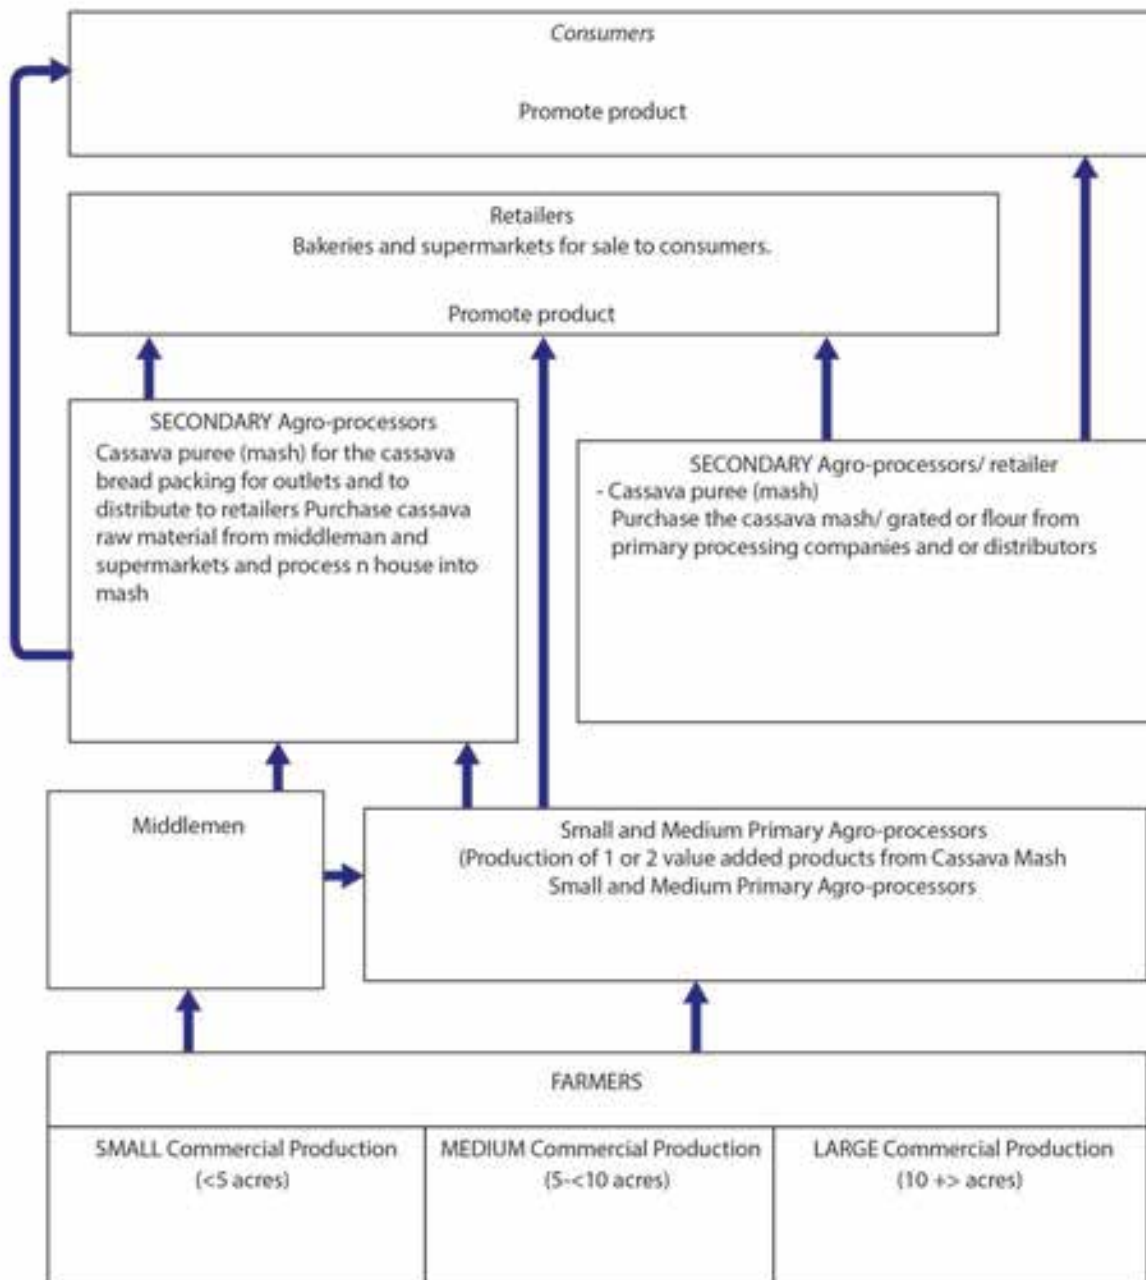 Consumers
Promote product
Retailers
Bakeries and supermarkets for sale to consumers.
Promote product
SECONDARY Agro-processors
Cassava puree (mash) for the cassava
bread packing for outlets and to
distribute to retailers Purchase cassava
raw material from middleman and
supermarkets and process n house into
mash
SECONDARY Agro-processors/ retailer
- Cassava puree (mash)
Purchase the cassava mash/ grated or flour from
primary processing companies and or distributors
Middlemen
Small and Medium Primary Agro-processors
(Production of 1 or 2 value added products from Cassava Mash
Small and Medium Primary Agro-processors
FARMERS
SMALL Commercial Production
(<5 acres)
MEDIUM Commercial Production
(5-<10 acres)
LARGE Commercial Production
(10 +> acres)